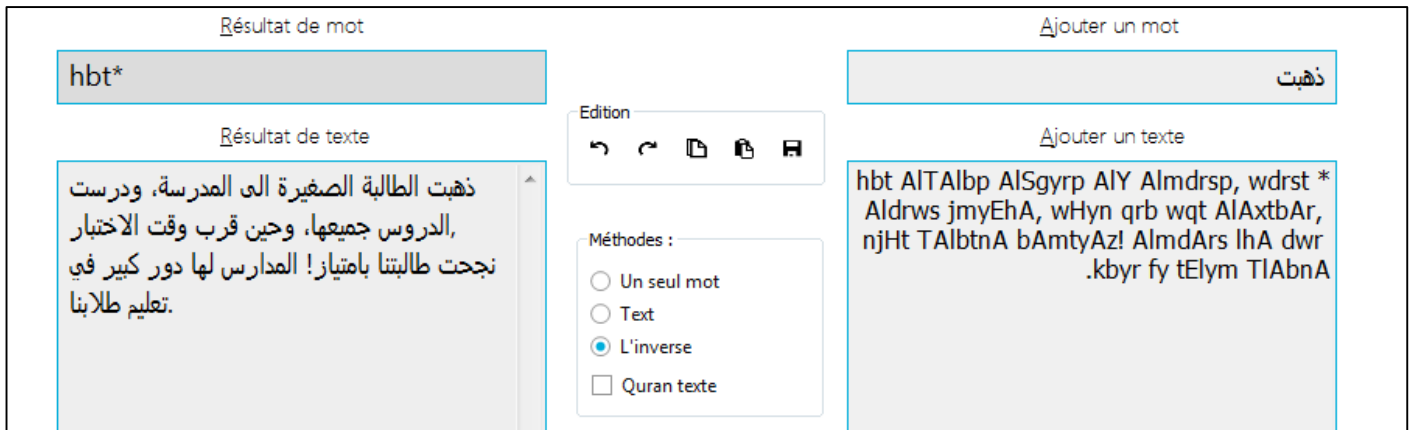 Résultat de mot
hbt*
Résultat de texte
ذهبت الطالبة الصغيرة الى المدرسة، ودرست
الدروس جميعها، وحين قرب وقت الاختبار,
نجحت طالبتنا بامتياز! المدارس لها دور كبير في
تعليم طلابنا.
Edition
Méthodes :
Un seul mot
Text
L'inverse
Quran texte
Ajouter un mot
ذهبت
Ajouter un texte
hbt AlTAlbp AlSgyrp AlY Almdrsp, wdrst *
Aldrws jmyEhA, wHyn qrb wqt AlAxtbAr,
njHt TAlbtnA bAmtyAz! AlmdArs lhA dwr
.kbyr fy tElym TlAbnA